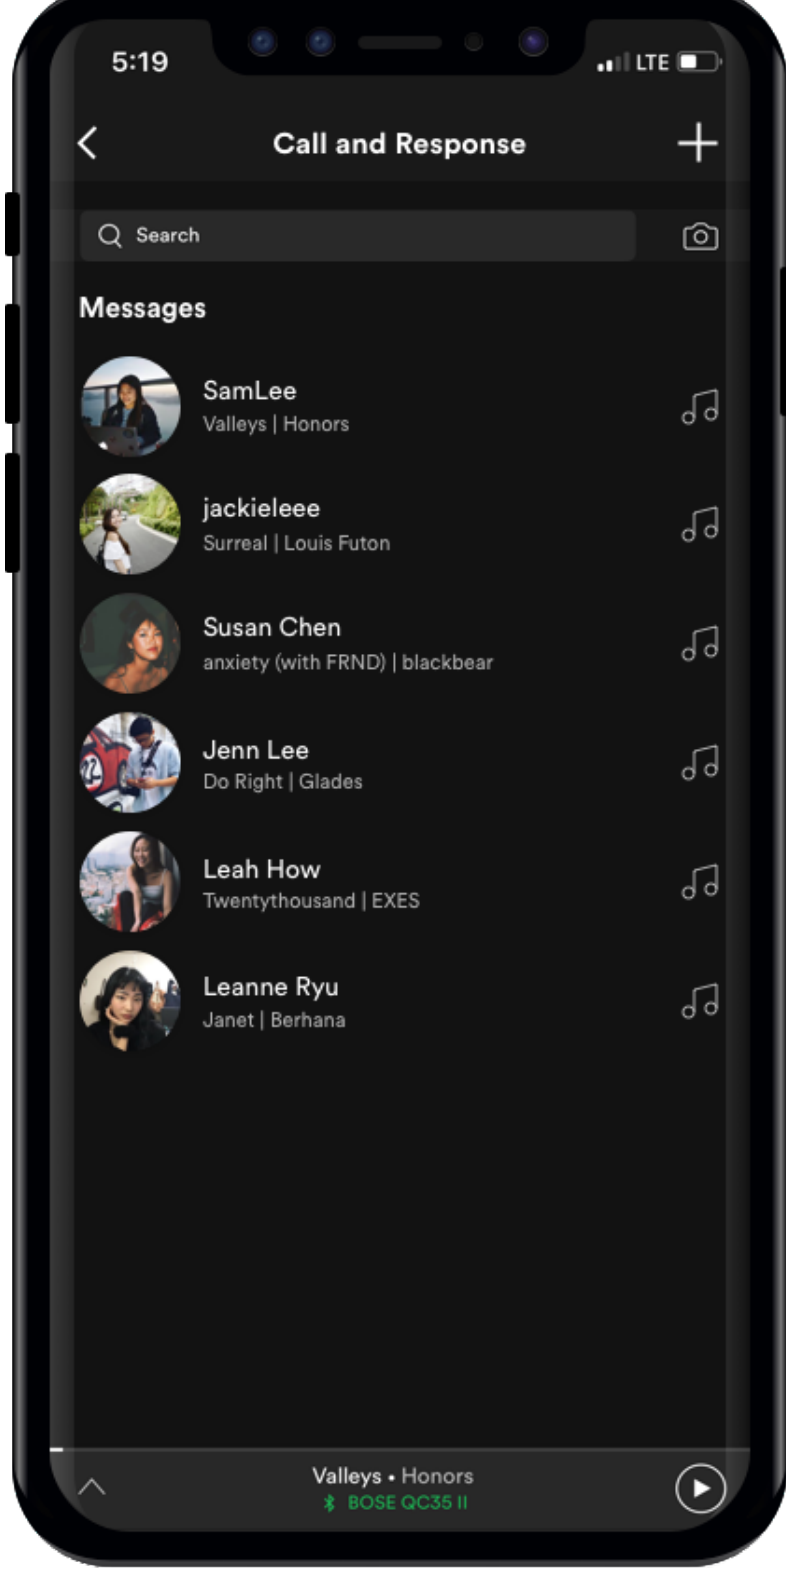 5:19
LTE
Call and Response
Search
Messages
SamLee
Valleys | Honors
jackieleee
Surreal | Louis Futon
Susan Chen
anxiety (with FRND) | blackbear
Jenn Lee
Do Right | Glades
Leah How
Twentythousand | EXES
Leanne Ryu
Janet | Berhana
Valleys • Honors
BOSE QC35 II